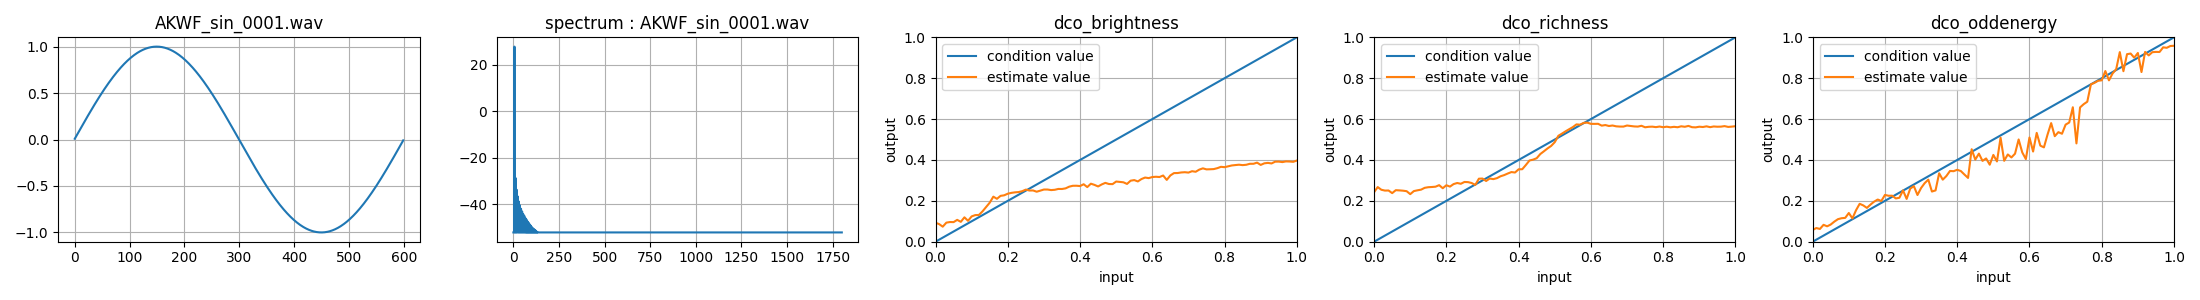 AKWF_sin_0001.wav
1.0
0.5
0.0
−0.5
−1.0
0 100 200 300 400 500 600
spectrum : AKWF_sin_0001.wav
20
0
−20
−40
0 250 500 750 1000 1250 1500 1750
dco_brightness
condition value
estimate value
output
1.0
0.8
0.6
0.4
0.2
0.0
0.0 0.2 0.4 0.6 0.8 1.0
input
dco_richness
condition value
estimate value
output
1.0
0.8
0.6
0.4
0.2
0.0
0.0 0.2 0.4 0.6 0.8 1.0
input
dco_oddenergy
condition value
estimate value
output
1.0
0.8
0.6
0.4
0.2
0.0
0.0 0.2 0.4 0.6 0.8 1.0
input